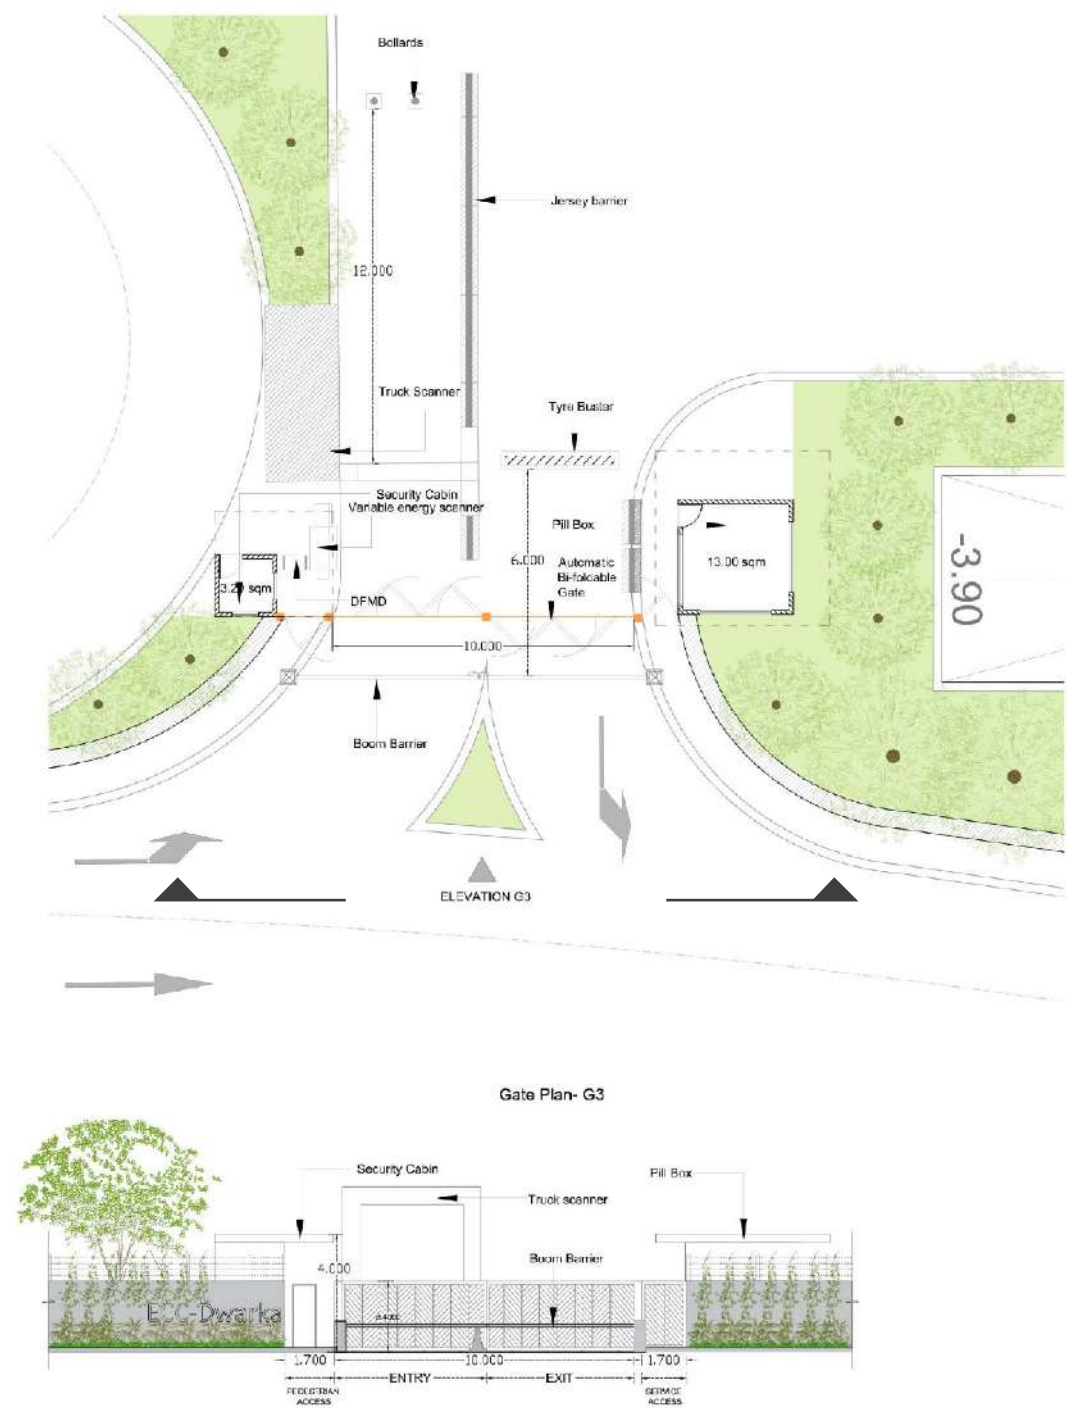 Bollards
Jersey barrier
12.000
Truck Scanner
Tyre Buster
Security Cabin
Variable energy scanner
Pill Box
6.000
Automatic
Bi-foldable
Gate
13.00 sqm
-3.90
sqm
DFMD
10.000
Boom Barrier
ELEVATION G3
Gate Plan- G3
Security Cabin
Pill Box
Truck scanner
Boom Barrier
4.000
ECC-Dwarka
1.700
10.000
1.700
ENTRY
EXIT
PEDESTRIAN
ACCESS
SERVICE
ACCESS